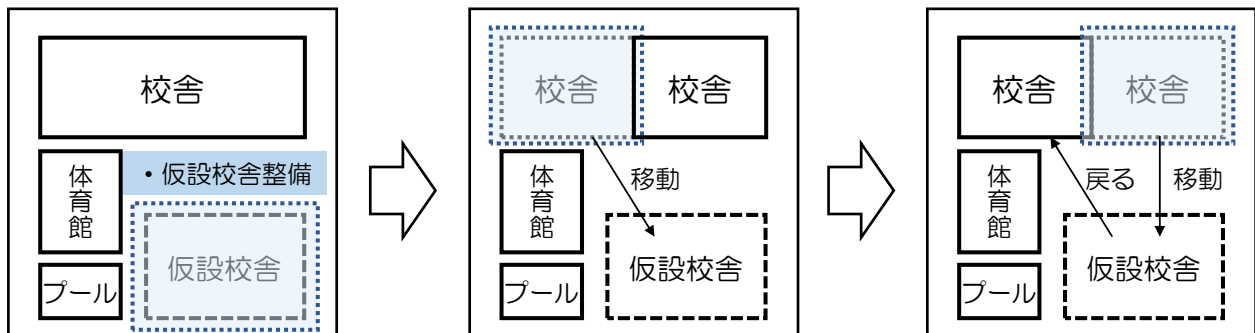 校舎
・仮設校舎整備
体育館
仮設校舎
プール
校舎
校舎
体育館
移動
仮設校舎
プール
校舎
校舎
体育館
戻る
移動
仮設校舎
プール